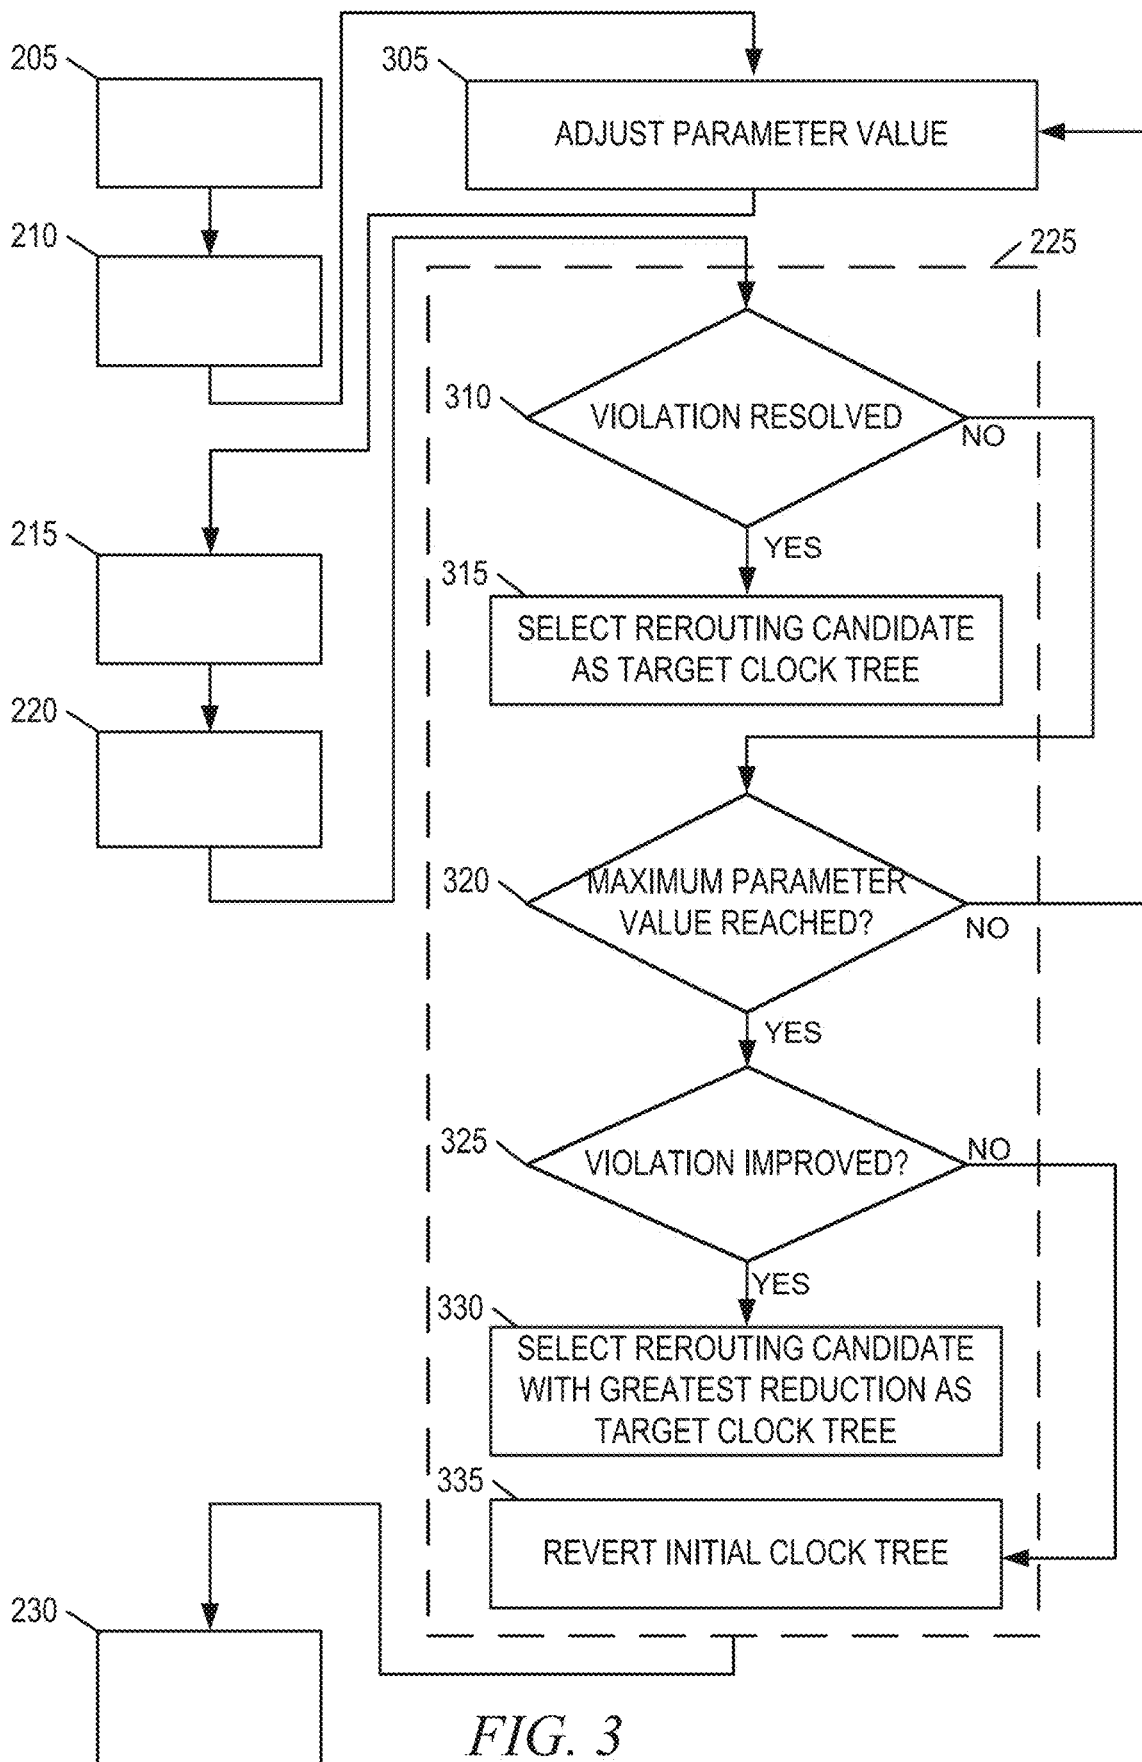 205
305
ADJUST PARAMETER VALUE
210
225
310
VIOLATION RESOLVED
NO
YES
215
315
SELECT REROUTING CANDIDATE
AS TARGET CLOCK TREE
220
320
MAXIMUM PARAMETER
VALUE REACHED?
NO
YES
325
VIOLATION IMPROVED?
NO
YES
330
SELECT REROUTING CANDIDATE
WITH GREATEST REDUCTION AS
TARGET CLOCK TREE
335
REVERT INITIAL CLOCK TREE
230
FIG. 3